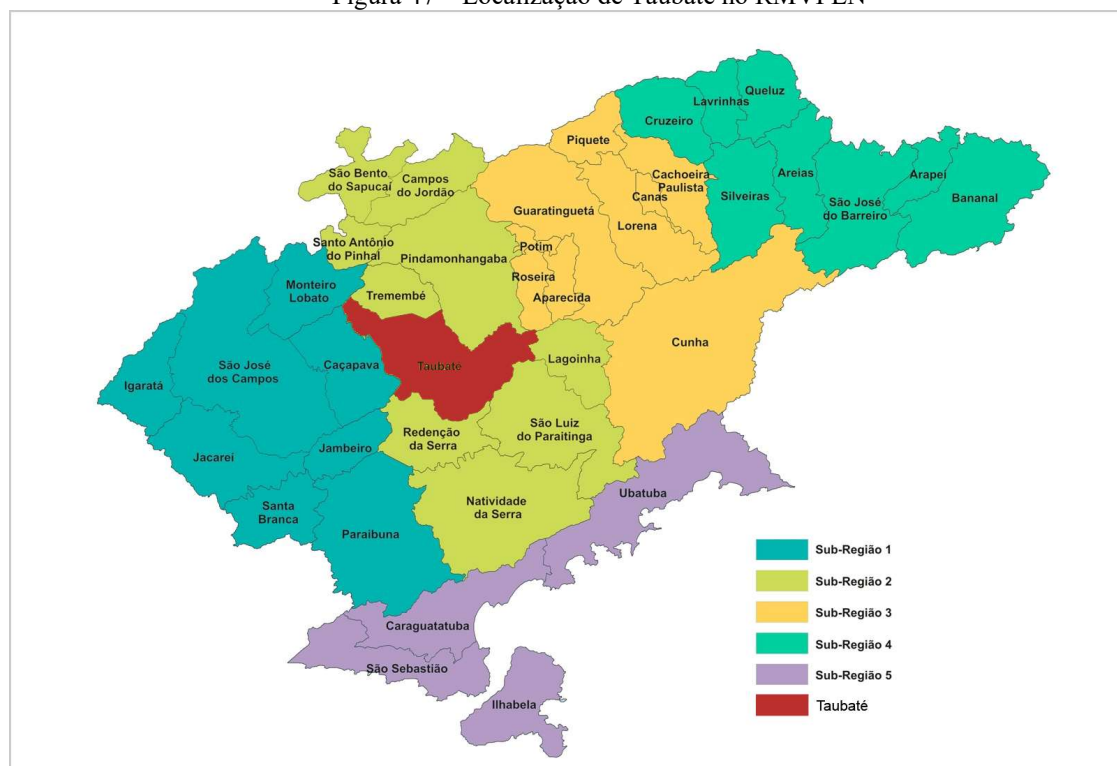 Figura 47 – Localização de Taubaté no RMVPLN
Queluz
Lavrinhas
Cruzeiro
Piquete
Cachoeira
Paulista
Canas
Silveiras
Areias
São José
do Barreiro
Arapei
Bananal
São Bento
do Sapucaí
Campos
do Jordão
Guaratinguetá
Lorena
Santo Antônio
do Pinhal
Pindamonhangaba
Potim
Roseira
Aparecida
Monteiro
Lobato
Tremembé
Cunha
São José
dos Campos
Caçapava
Taubate
Lagoinha
Igaratá
Redenção
da Serra
São Luiz
do Paraitinga
Jacarei
Jambeiro
Santa
Branca
Paraibuna
Natividade
da Serra
Ubatuba
Caraguatatuba
São Sebastião
Ilhabela
Sub-Região 1
Sub-Região 2
Sub-Região 3
Sub-Região 4
Sub-Região 5
Taubaté